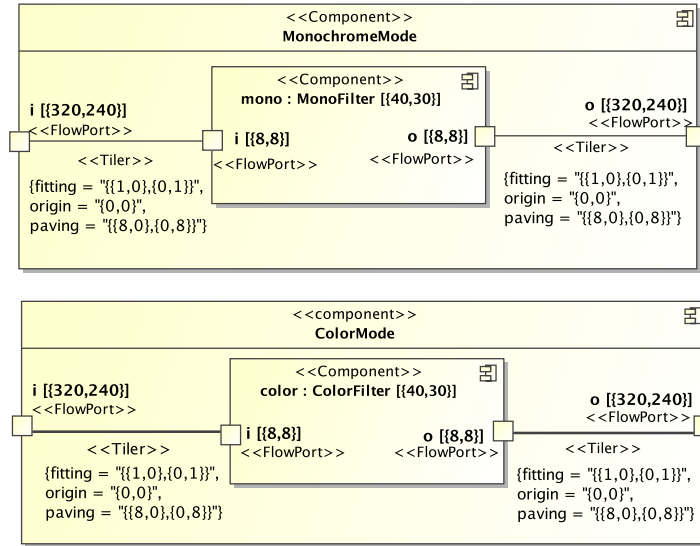 <<Component>>
MonochromeMode
<<Component>>
mono : MonoFilter [{40,30}]
i [{320,240}]
<<FlowPort>>
i [{8,8}]
<<FlowPort>>
o [{8,8}]
<<FlowPort>>
o [{320,240}]
<<FlowPort>>
<<Tiler>>
{fitting = "{{1,0},{0,1}}",
origin = "{0,0}",
paving = "{{8,0},{0,8}}"}
<<Tiler>>
{fitting = "{{1,0},{0,1}}",
origin = "{0,0}",
paving = "{{8,0},{0,8}}"}
<<component>>
ColorMode
<<Component>>
color : ColorFilter [{40,30}]
i [{320,240}]
<<FlowPort>>
i [{8,8}]
<<FlowPort>>
o [{8,8}]
<<FlowPort>>
o [{320,240}]
<<FlowPort>>
<<Tiler>>
{fitting = "{{1,0},{0,1}}",
origin = "{0,0}",
paving = "{{8,0},{0,8}}"}
<<Tiler>>
{fitting = "{{1,0},{0,1}}",
origin = "{0,0}",
paving = "{{8,0},{0,8}}"}